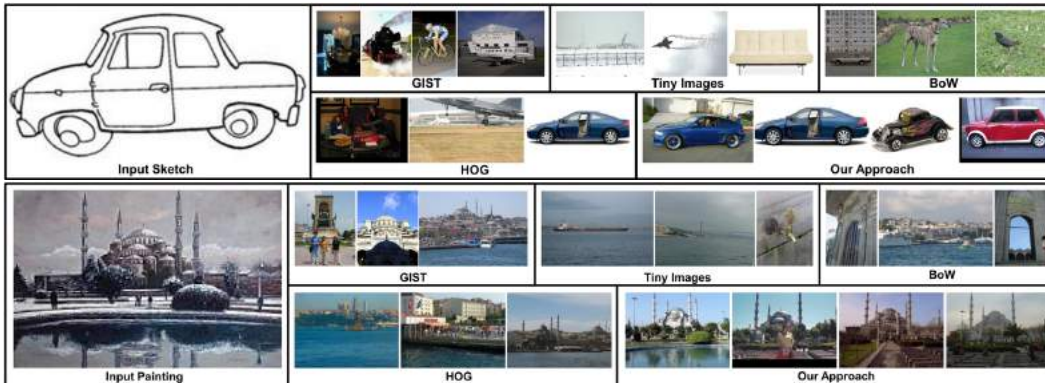 GIST
Tiny Images
BoW
Input Sketch
HOG
Our Approach
GIST
Tiny Images
BoW
Input Painting
HOG
Our Approach